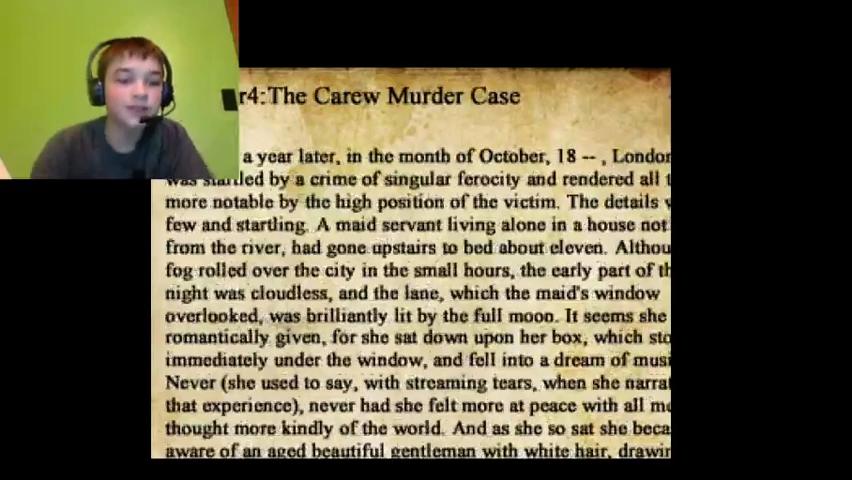 r4:The Carew Murder Case
a year later, in the month of October, 18 -- , London
was startled by a crime of singular ferocity and rendered all t
more notable by the high position of the victim. The details w
few and startling. A maid servant living alone in a house not
from the river, had gone upstairs to bed about eleven. Althou
fog rolled over the city in the small hours, the early part of th
night was cloudless, and the lane, which the maid's window
overlooked, was brilliantly lit by the full moon. It seems she
romantically given, for she sat down upon her box, which sto
immediately under the window, and fell into a dream of musi
Never (she used to say, with streaming tears, when she narrat
that experience), never had she felt more at peace with all me
thought more kindly of the world. And as she so sat she beca
aware of an aged beautiful gentleman with white hair, drawin